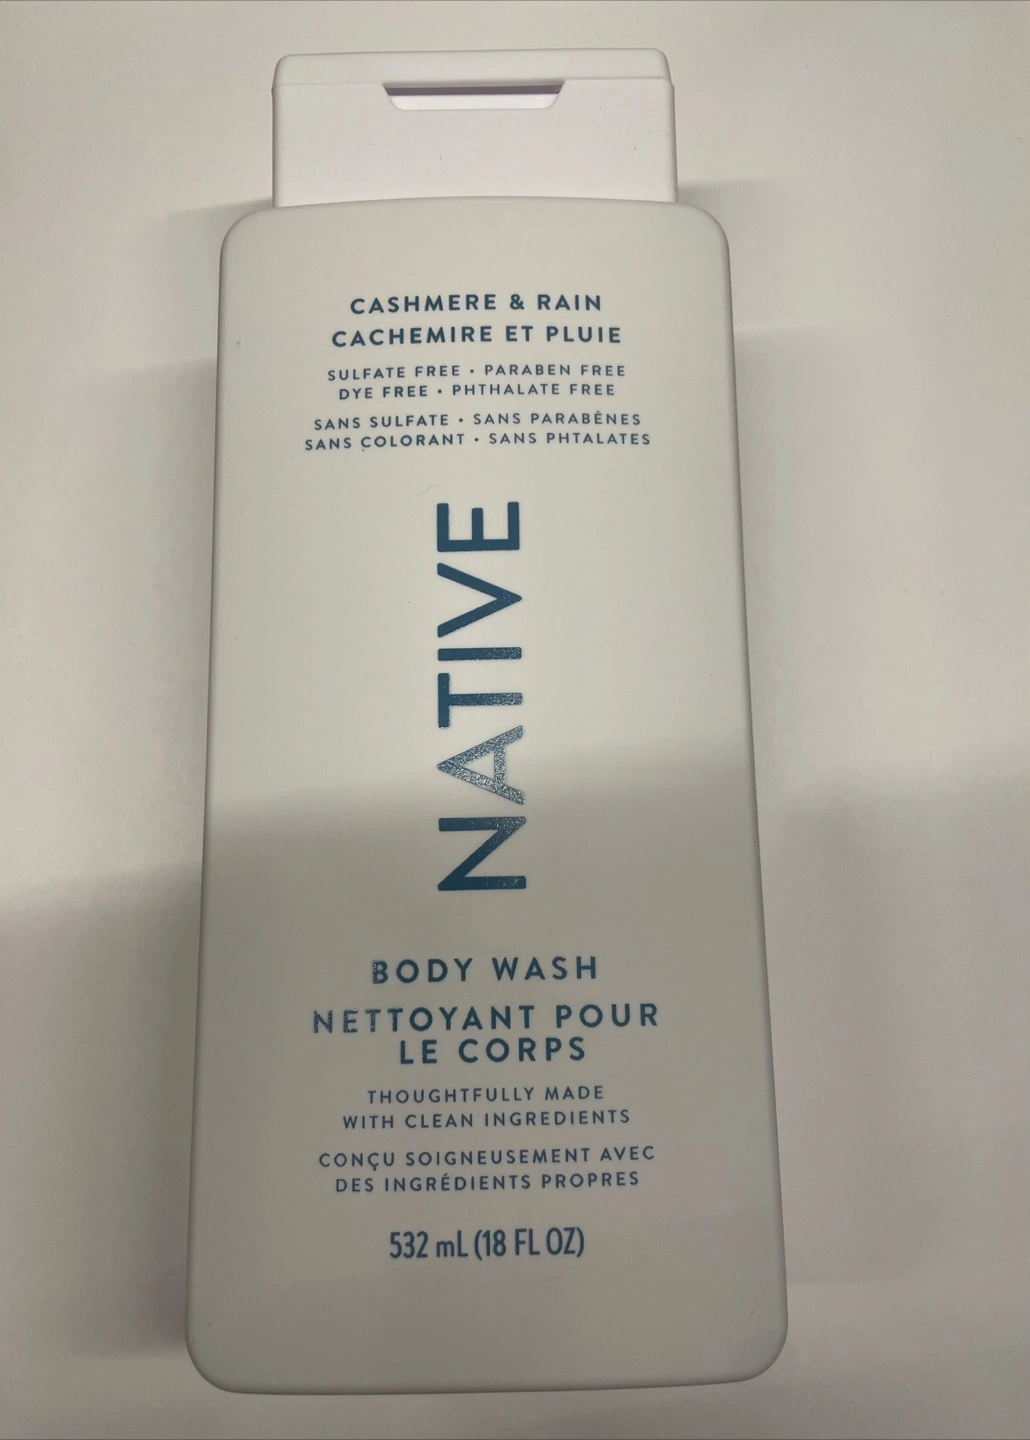 CASHMERE & RAIN
CACHEMIRE ET PLUIE
SULFATE FREE • PARABEN FREE
DYE FREE • PHTHALATE FREE
SANS SULFATE • SANS PARABÈNES
SANS COLORANT • SANS PHTALATES
NATIVE
BODY WASH
NETTOYANT POUR
LE CORPS
THOUGHTFULLY MADE
WITH CLEAN INGREDIENTS
CONÇU SOIGNEUSEMENT AVEC
DES INGRÉDIENTS PROPRES
532 mL (18 FL OZ)